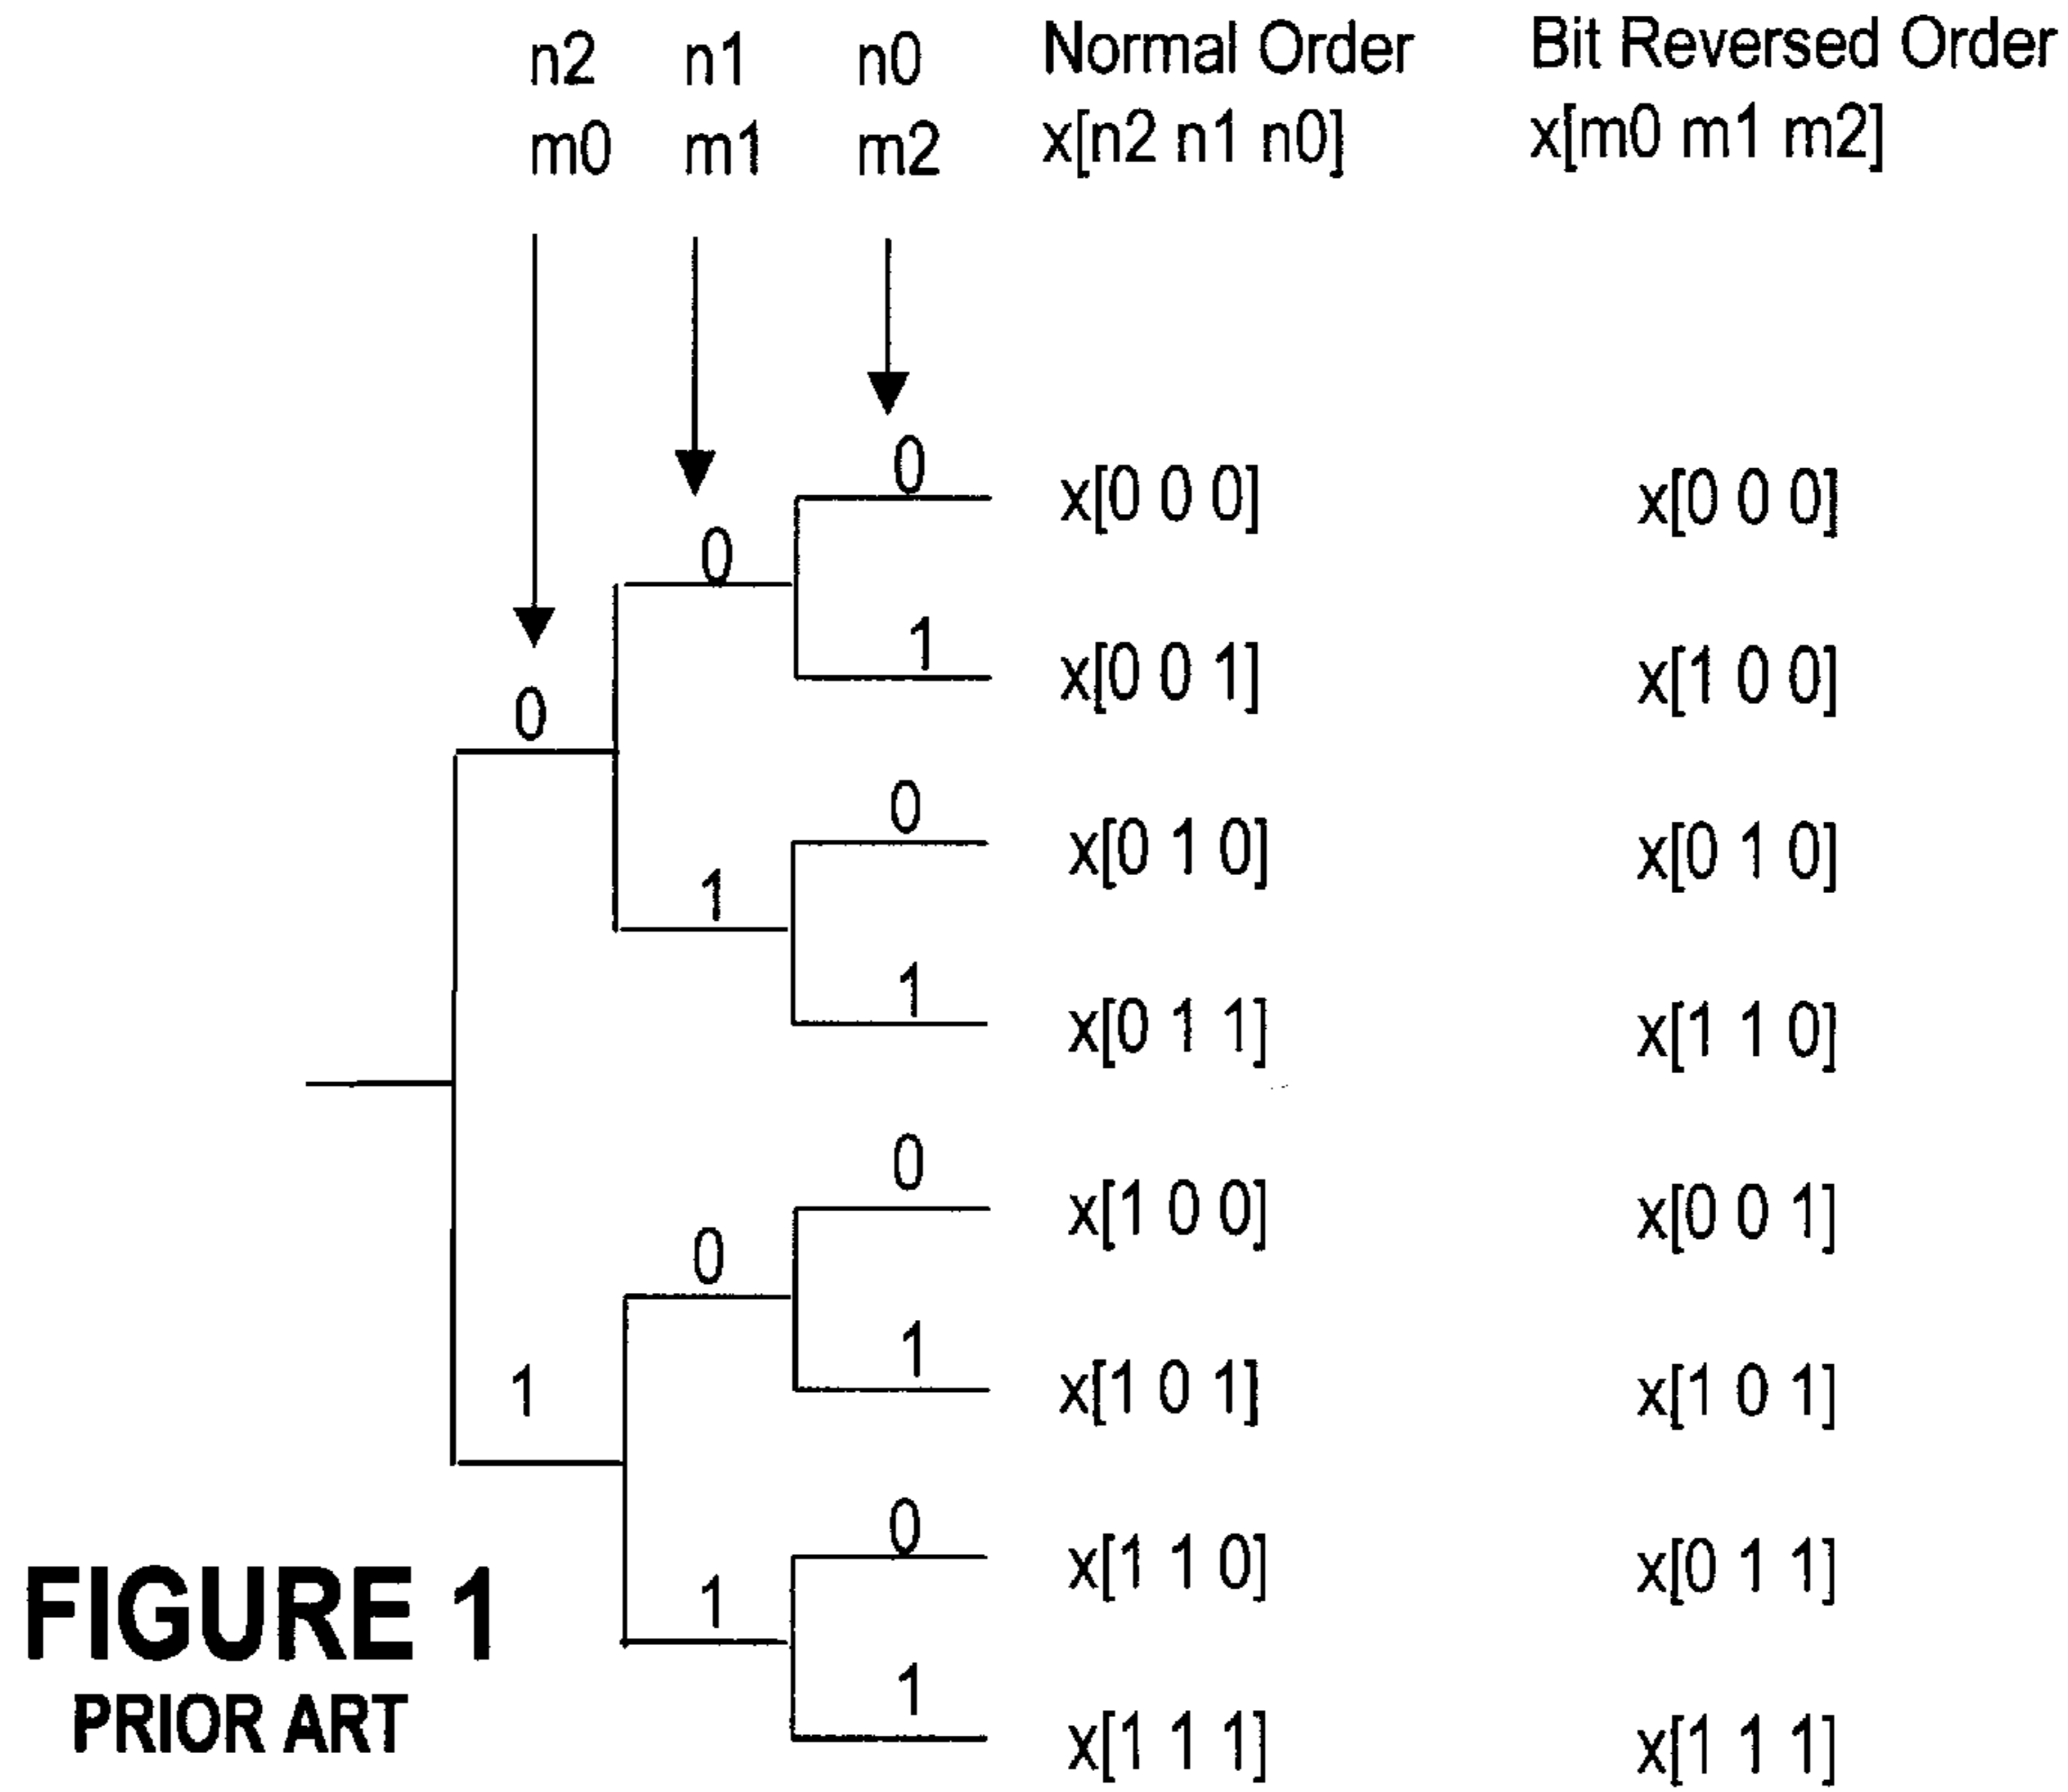 n2 n1 n0 Normal Order Bit Reversed Order
m0 m1 m2 x[n2 n1 n0] x[m0 m1 m2]
0 x[0 0 0] x[0 0 0]
0
1 x[0 0 1] x[1 0 0]
0
0 x[0 1 0] x[0 1 0]
1
1 x[0 1 1] x[1 1 0]
0 x[1 0 0] x[0 0 1]
0
1 x[1 0 1] x[1 0 1]
1
0 x[1 1 0] x[0 1 1]
1
1 x[1 1 1] x[1 1 1]
FIGURE 1
PRIOR ART